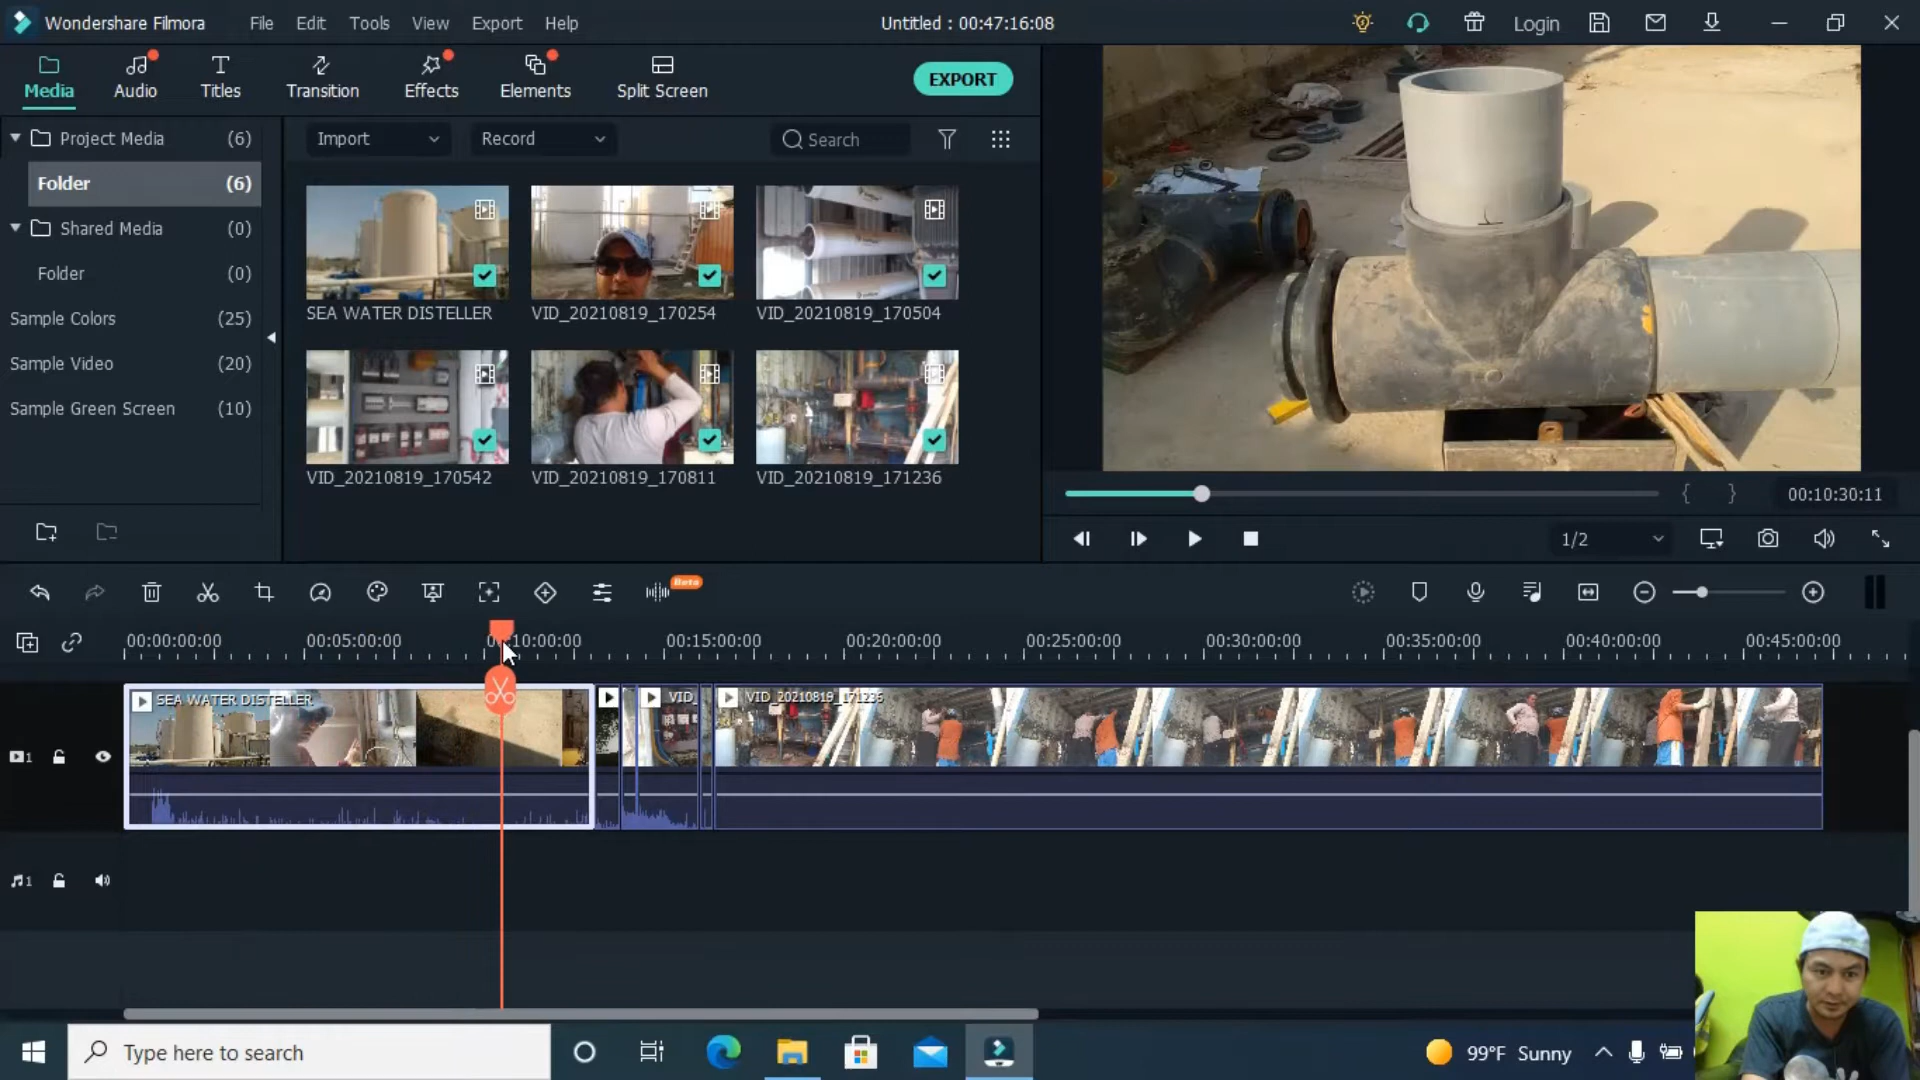 Wondershare Filmora File Edit Tools View Export Help Untitled : 00:47:16:08 Login
Media Audio Titles Transition Effects Elements Split Screen EXPORT
Project Media (6)
Folder (6)
Shared Media (0)
Folder (0)
Sample Colors (25)
Sample Video (20)
Sample Green Screen (10)
Import Record Search
SEA WATER DISTELLER VID_20210819_170254 VID_20210819_170504
VID_20210819_170542 VID_20210819_170811 VID_20210819_171236
{ } 00:10:30:11
1/2
Beta
00:00:00:00 00:05:00:00 00:10:00:00 00:15:00:00 00:20:00:00 00:25:00:00 00:30:00:00 00:35:00:00 00:40:00:00 00:45:00:00
SEA WATER DISTELLER VID_ VID_20210819_171236
1
1
Type here to search 99°F Sunny